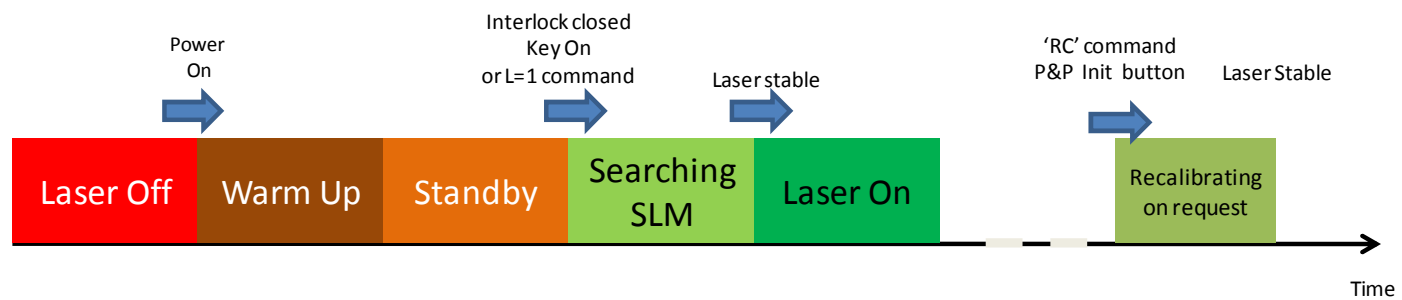 Power
On
Interlock closed
Key On
or L=1 command
Laser stable
‘RC’ command
P&P Init button
Laser Stable
Laser Off
Warm Up
Standby
Searching
SLM
Laser On
Recalibrating
on request
Time